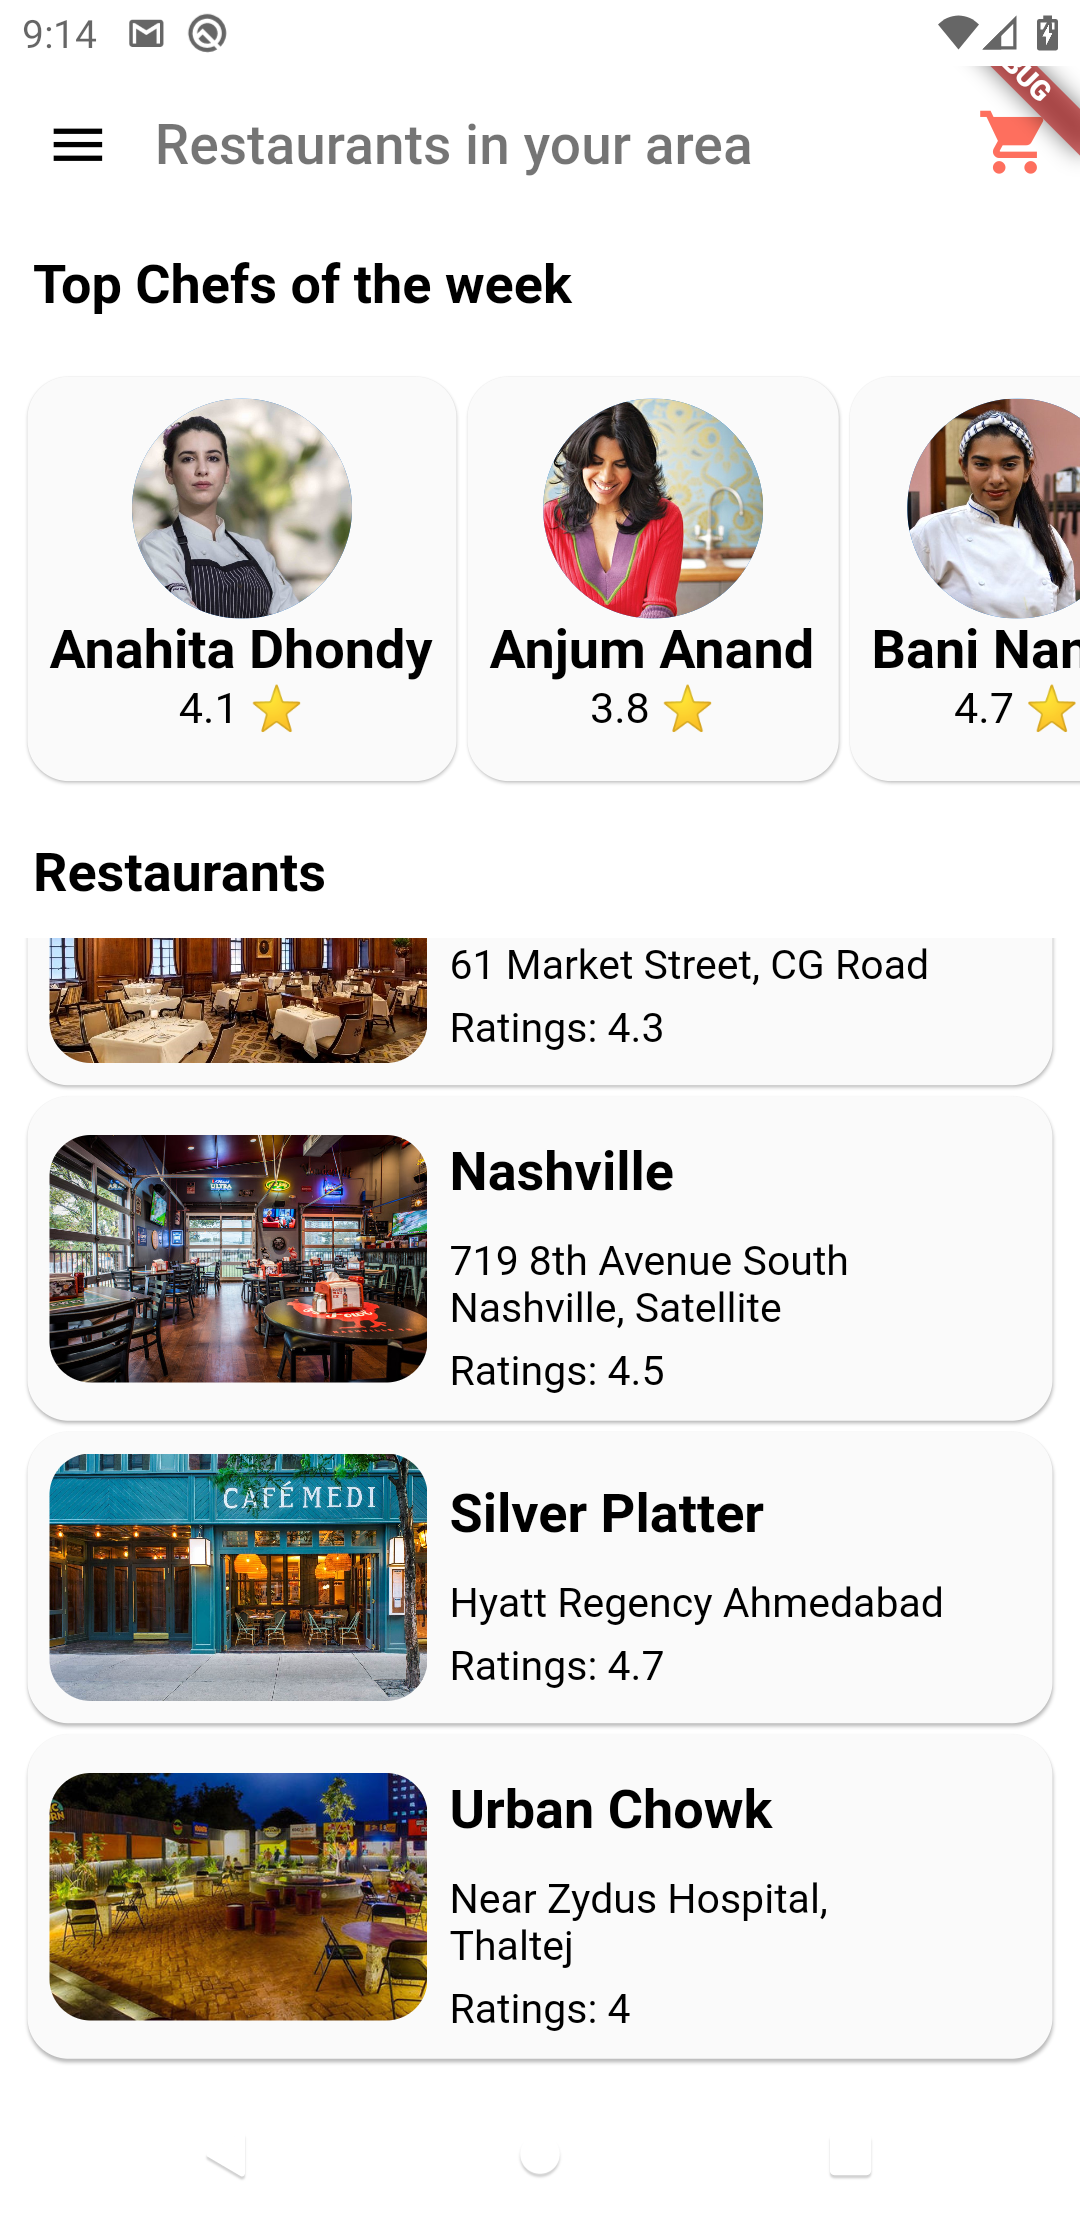 9:14
BUG
Restaurants in your area
Top Chefs of the week
Anahita Dhondy
4.1
Anjum Anand
3.8
Bani Nan
4.7
Restaurants
61 Market Street, CG Road
Ratings: 4.3
Nashville
719 8th Avenue South
Nashville, Satellite
Ratings: 4.5
CAFÉ MEDI
Silver Platter
Hyatt Regency Ahmedabad
Ratings: 4.7
Urban Chowk
Near Zydus Hospital,
Thaltej
Ratings: 4